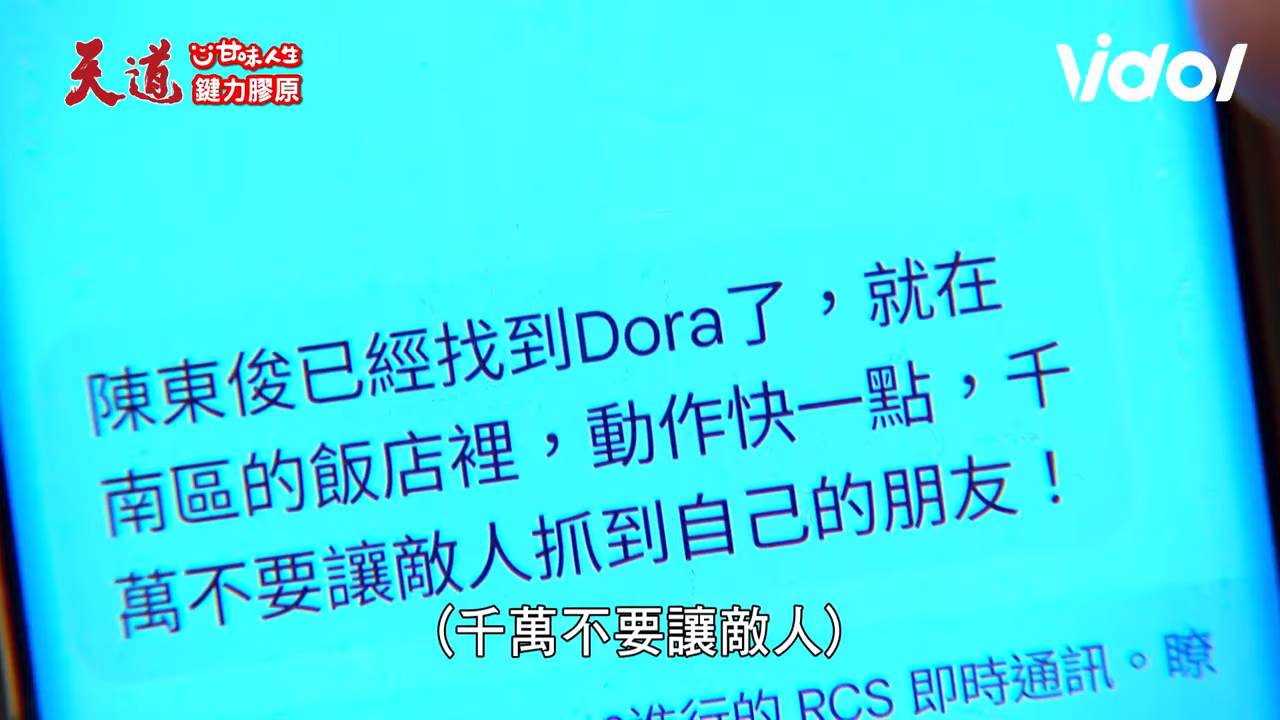 天道
甘味人生
鍵力膠原
Vidol
陳東俊已經找到Dora了，就在
南區的飯店裡，動作快一點，千
萬不要讓敵人抓到自己的朋友！
(千萬不要讓敵人)
進行的 RCS 即時通訊。瞭